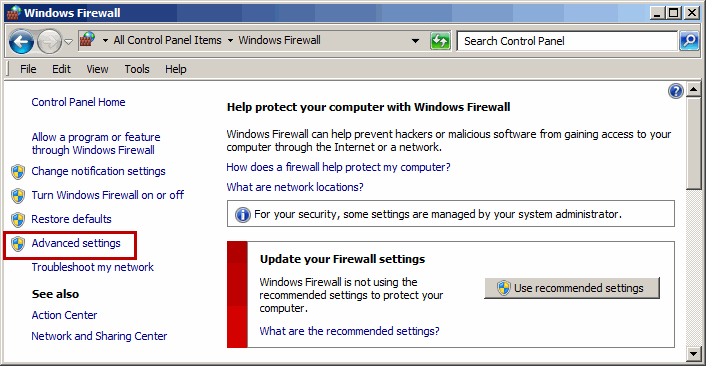 Windows Firewall
All Control Panel Items
Windows Firewall
Search Control Panel
File Edit View Tools Help
Control Panel Home
Allow a program or feature
through Windows Firewall
Change notification settings
Turn Windows Firewall on or off
Restore defaults
Advanced settings
Troubleshoot my network
See also
Action Center
Network and Sharing Center
Help protect your computer with Windows Firewall
Windows Firewall can help prevent hackers or malicious software from gaining access to your
computer through the Internet or a network.
How does a firewall help protect my computer?
What are network locations?
For your security, some settings are managed by your system administrator.
Update your Firewall settings
Windows Firewall is not using the
recommended settings to protect your
computer.
What are the recommended settings?
Use recommended settings